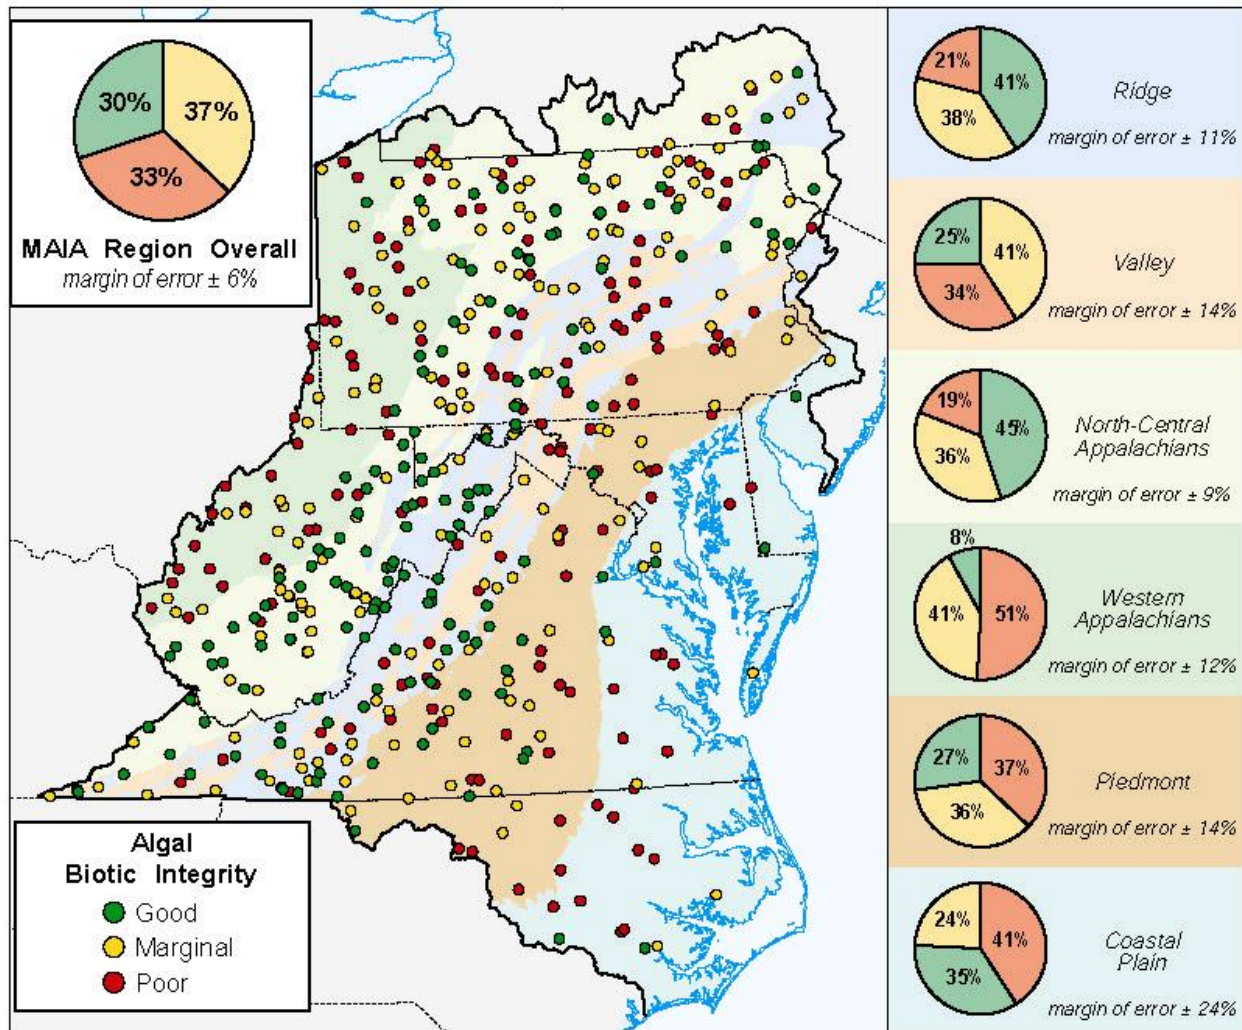 30%
37%
33%
MAIA Region Overall
margin of error ± 6%
Algal
Biotic Integrity
Good
Marginal
Poor
21%
41%
38%
Ridge
margin of error ± 11%
25%
41%
34%
Valley
margin of error ± 14%
19%
45%
36%
North-Central
Appalachians
margin of error ± 9%
8%
41%
51%
Western
Appalachians
margin of error ± 12%
27%
37%
36%
Piedmont
margin of error ± 14%
24%
41%
35%
Coastal
Plain
margin of error ± 24%